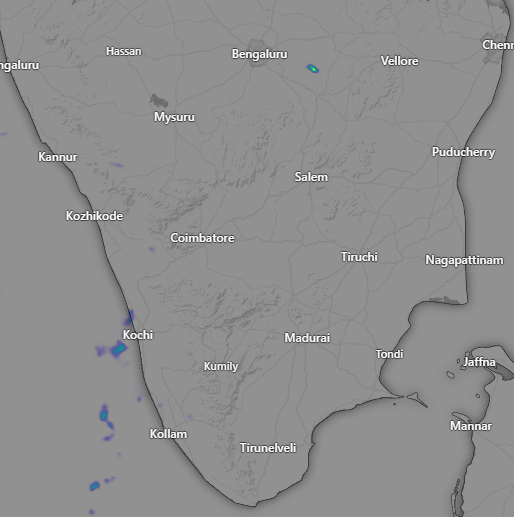 Chenn
Hassan
Bengaluru
Vellore
ngaluru
Mysuru
Kannur
Puducherry
Salem
Kozhikode
Coimbatore
Tiruchi
Nagapattinam
Kochi
Madurai
Tondi
Kumily
Jaffna
Mannar
Kollam
Tirunelveli